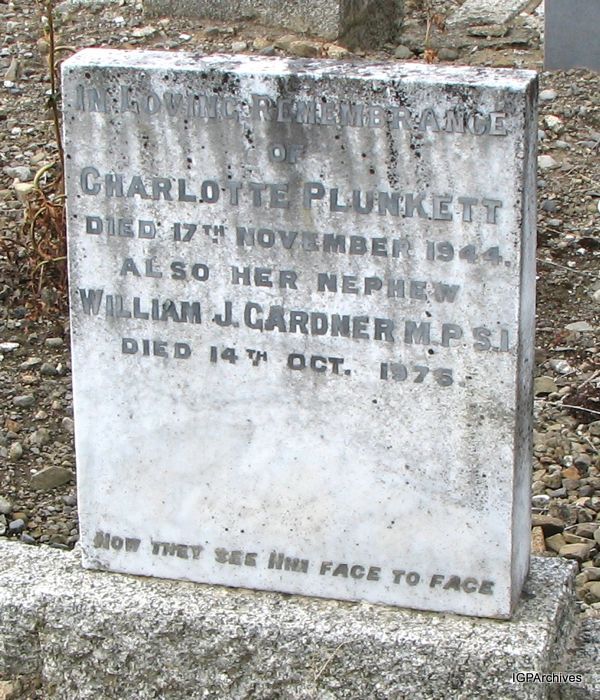 IN LOVING REMEMBRANCE
OF
CHARLOTTE PLUNKETT
DIED 17TH NOVEMBER 1944.
ALSO HER NEPHEW
WILLIAM J. GARDNER M.P.S.I
DIED 14TH OCT. 1976
NOW THEY SEE HIM FACE TO FACE
IGPArchives